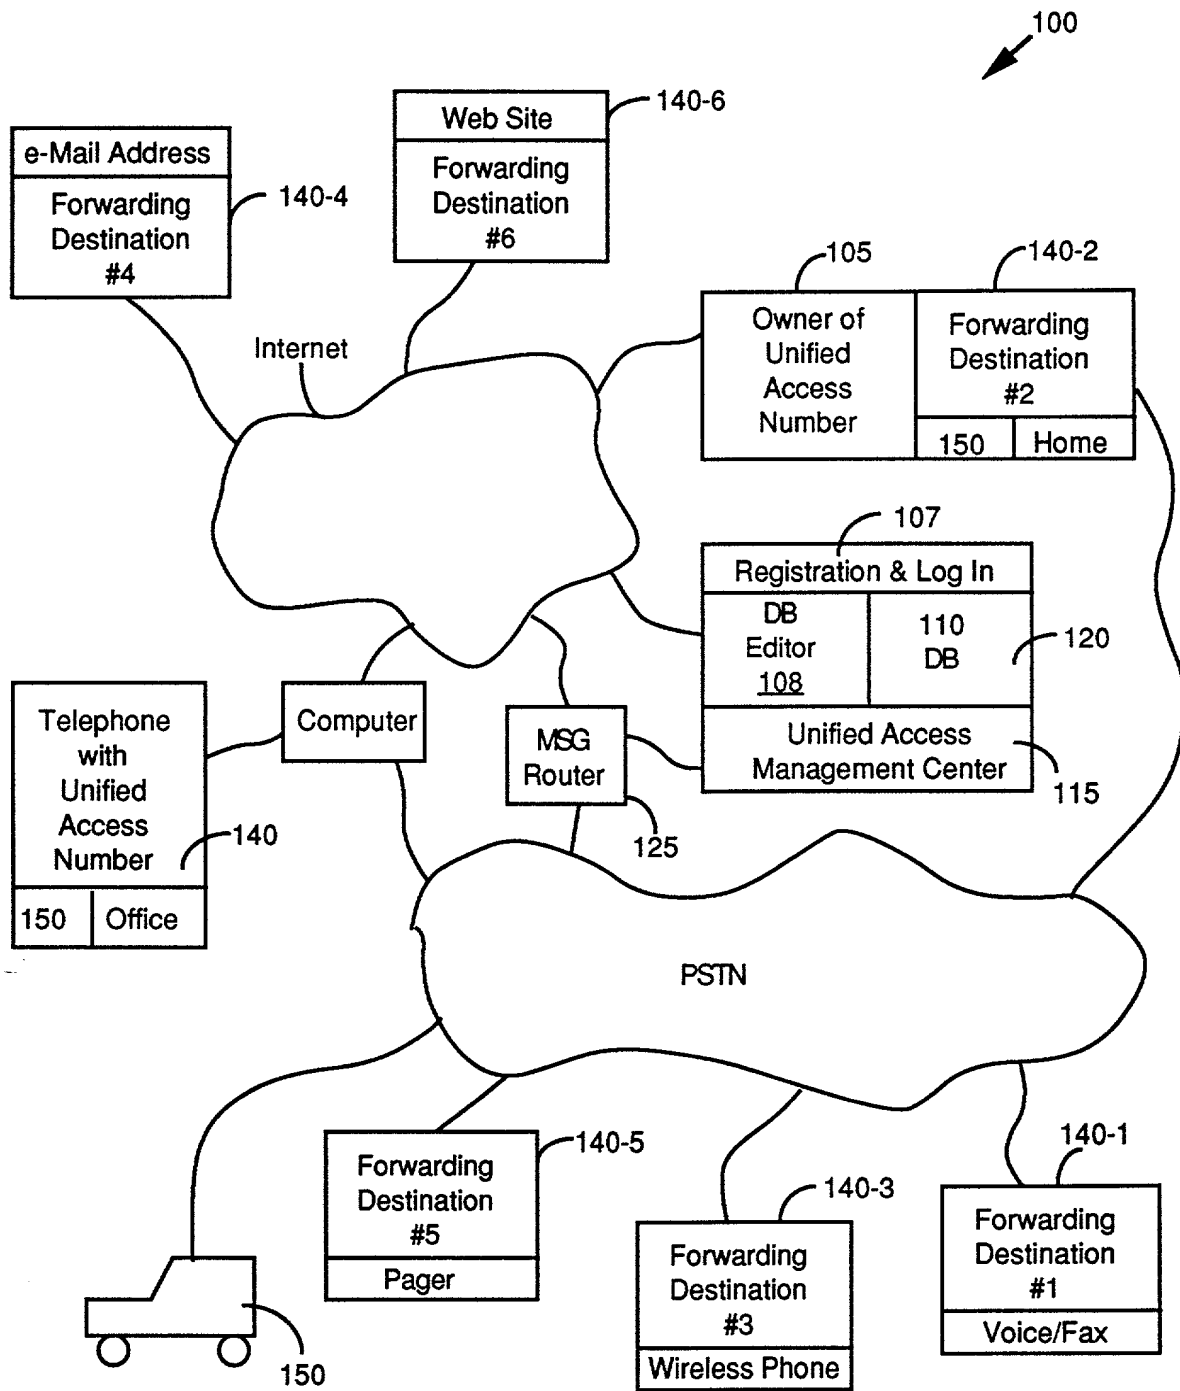 100
Web Site
Forwarding
Destination
#6
140-6
e-Mail Address
Forwarding
Destination
#4
140-4
Internet
105
Owner of
Unified
Access
Number
140-2
Forwarding
Destination
#2
150
Home
107
Registration & Log In
DB
Editor
108
110
DB
120
Unified Access
Management Center
115
Telephone
with
Unified
Access
Number
140
150
Office
Computer
MSG
Router
125
PSTN
150
140-5
Forwarding
Destination
#5
Pager
140-3
Forwarding
Destination
#3
Wireless Phone
140-1
Forwarding
Destination
#1
Voice/Fax